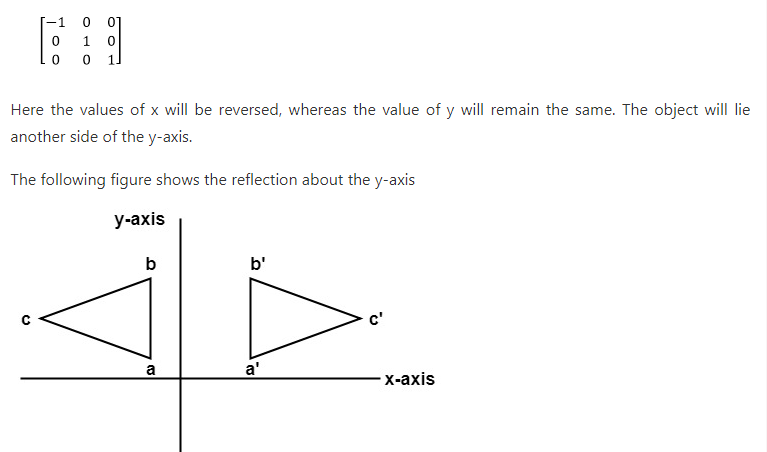 −1 0 0
0 1 0
0 0 1
Here the values of x will be reversed, whereas the value of y will remain the same. The object will lie
another side of the y-axis.
The following figure shows the reflection about the y-axis
y-axis
b b'
c c'
a a'
x-axis